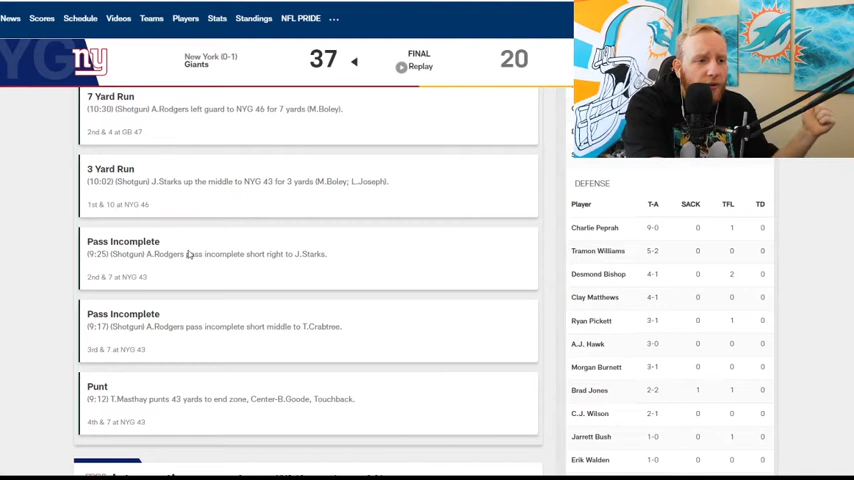 News Scores Schedule Videos Teams Players Stats Standings NFL PRIDE ...
NYG
ny
New York (0-1)
Giants
37
FINAL
Replay
20
7 Yard Run
(10:30) (Shotgun) A.Rodgers left guard to NYG 46 for 7 yards (M.Boley).
2nd & 4 at GB 47
3 Yard Run
(10:02) (Shotgun) J.Starks up the middle to NYG 43 for 3 yards (M.Boley; L.Joseph).
1st & 10 at NYG 46
Pass Incomplete
(9:25) (Shotgun) A.Rodgers pass incomplete short right to J.Starks.
2nd & 7 at NYG 43
Pass Incomplete
(9:17) (Shotgun) A.Rodgers pass incomplete short middle to T.Crabtree.
3rd & 7 at NYG 43
Punt
(9:12) T.Masthay punts 43 yards to end zone, Center-B.Goode, Touchback.
4th & 7 at NYG 43
DEFENSE
Player T-A SACK TFL TD
Charlie Peprah 9-0 0 1 0
Tramon Williams 5-2 0 0 0
Desmond Bishop 4-1 0 2 0
Clay Matthews 4-1 0 0 0
Ryan Pickett 3-1 0 1 0
A.J. Hawk 3-0 0 0 0
Morgan Burnett 3-1 0 0 0
Brad Jones 2-2 1 1 0
C.J. Wilson 2-1 0 0 0
Jarrett Bush 1-0 0 1 0
Erik Walden 1-0 0 0 0